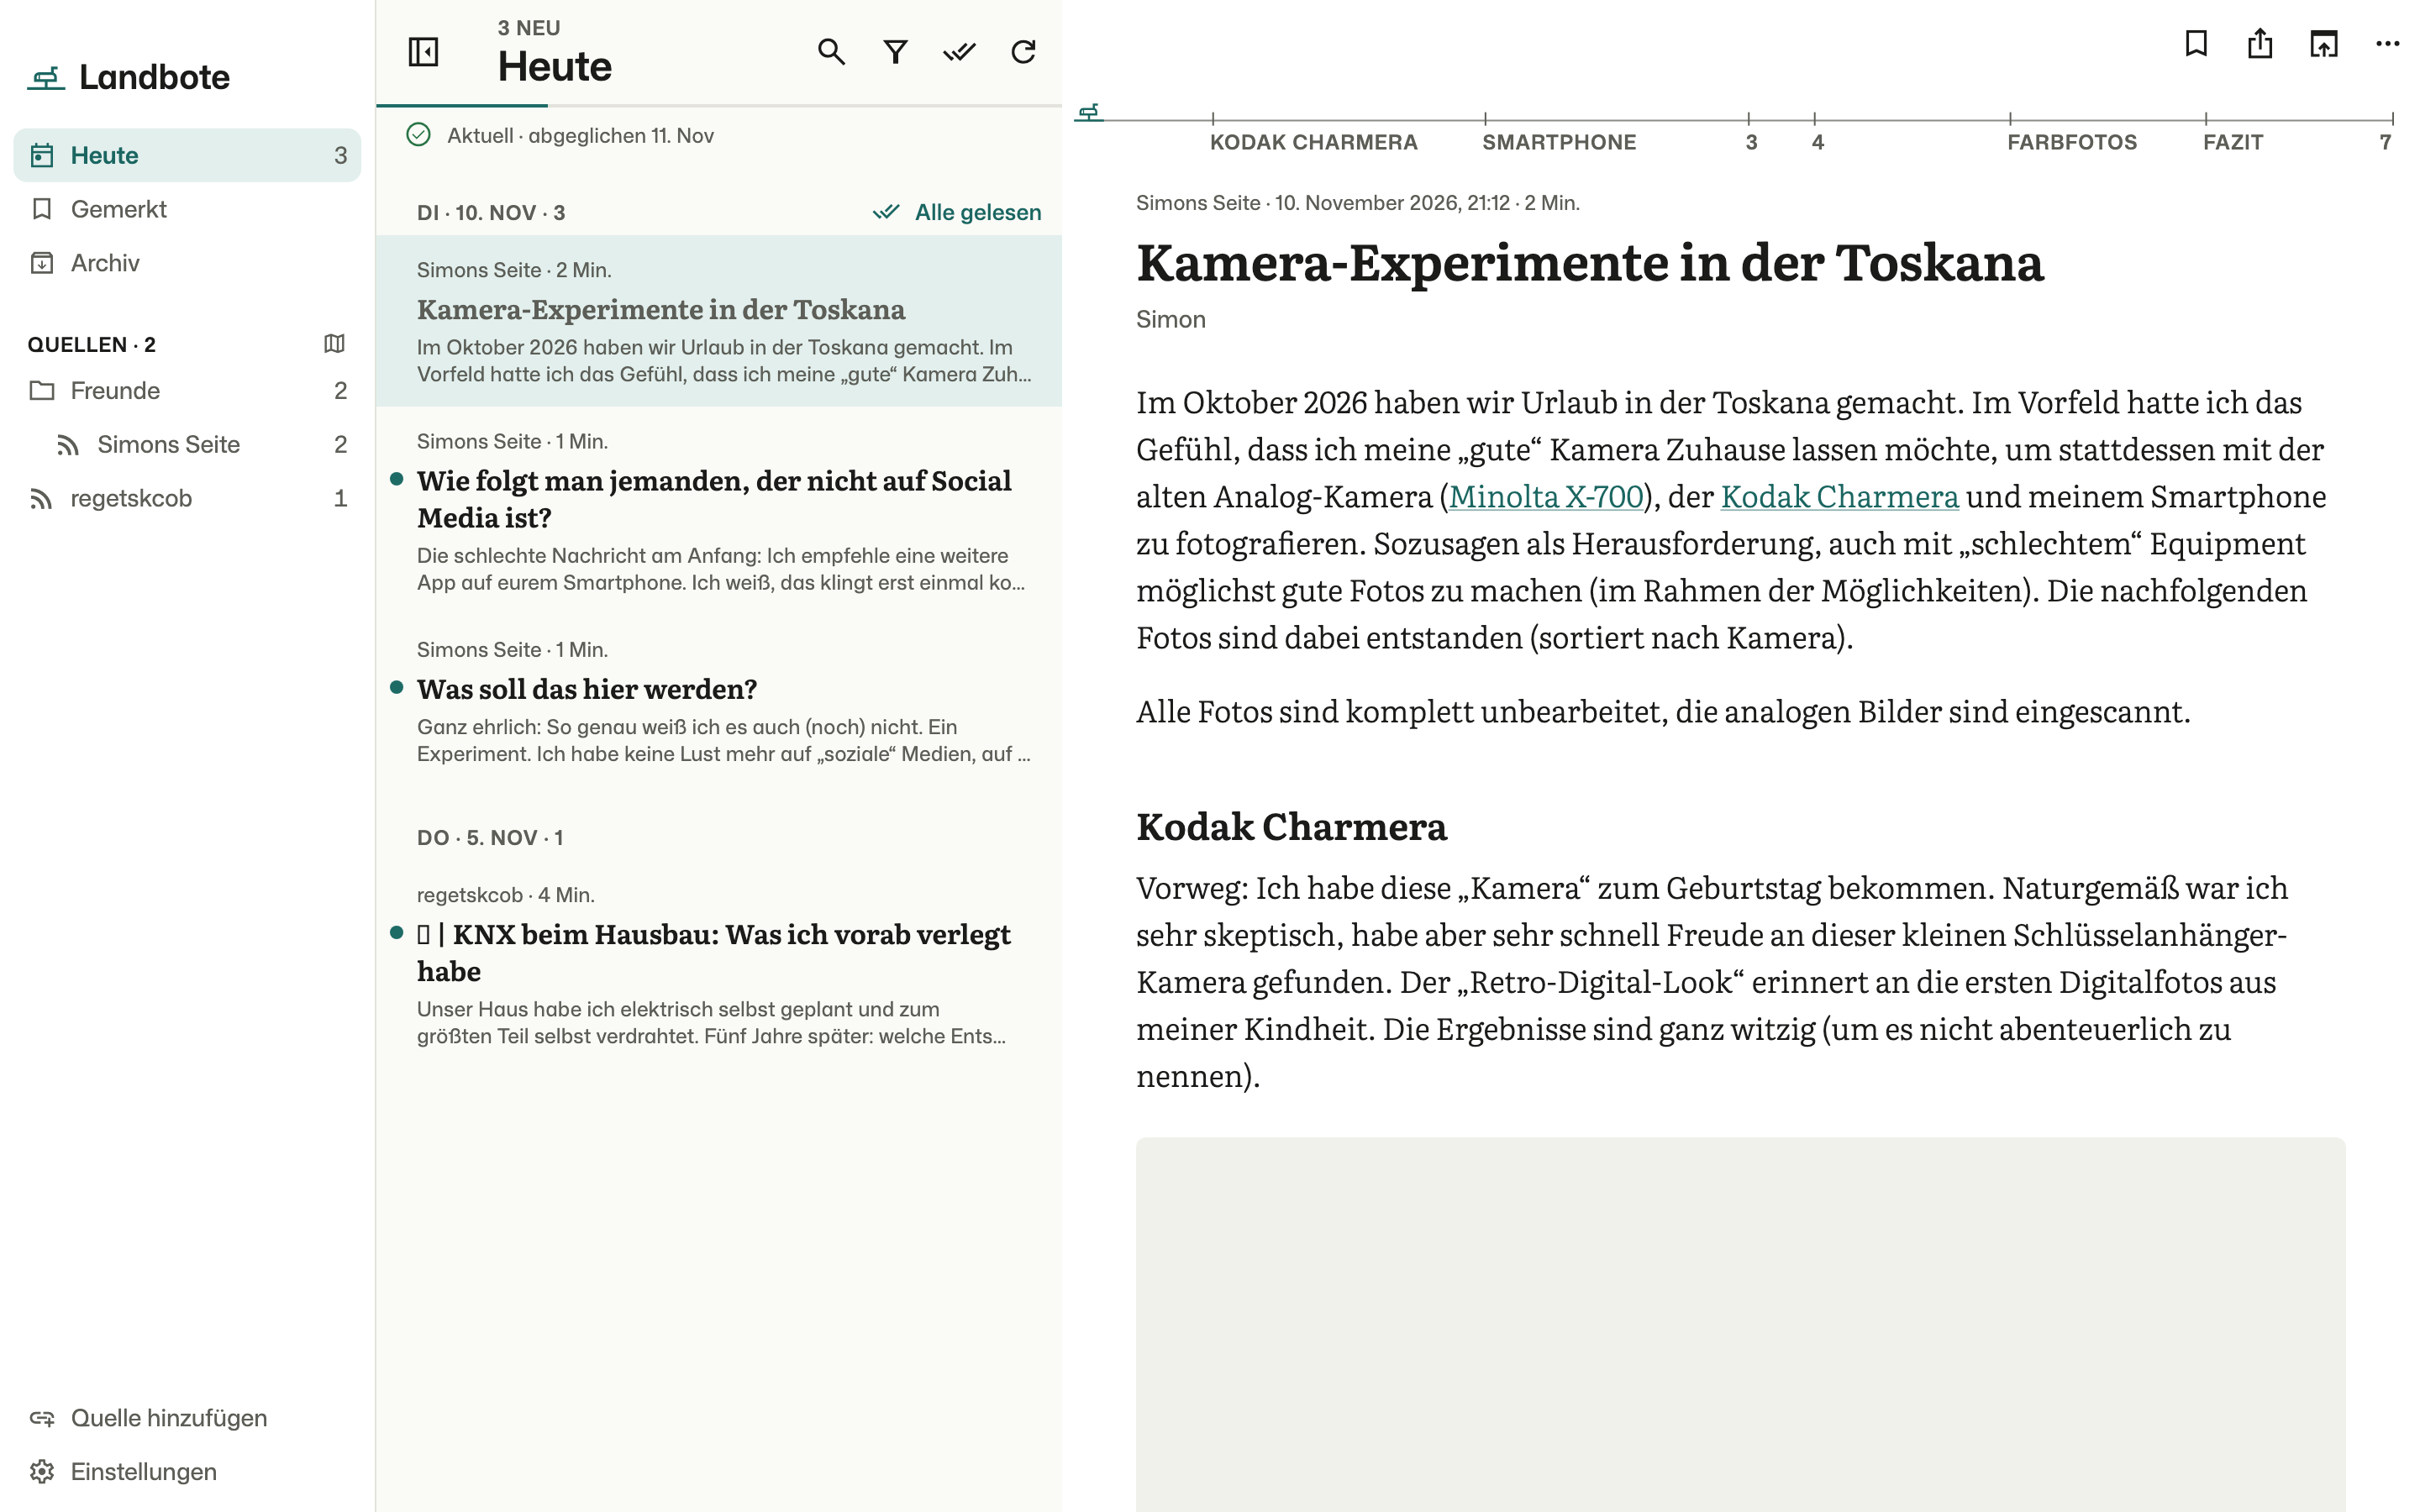 Landbote
Heute 3
Gemerkt
Archiv
QUELLEN · 2
Freunde 2
Simons Seite 2
regetskcob 1
Quelle hinzufügen
Einstellungen
3 NEU
Heute
Aktuell · abgeglichen 11. Nov
DI · 10. NOV · 3 Alle gelesen
Simons Seite · 2 Min.
Kamera-Experimente in der Toskana
Im Oktober 2026 haben wir Urlaub in der Toskana gemacht. Im
Vorfeld hatte ich das Gefühl, dass ich meine „gute“ Kamera Zuh...
Simons Seite · 1 Min.
Wie folgt man jemanden, der nicht auf Social
Media ist?
Die schlechte Nachricht am Anfang: Ich empfehle eine weitere
App auf eurem Smartphone. Ich weiß, das klingt erst einmal ko...
Simons Seite · 1 Min.
Was soll das hier werden?
Ganz ehrlich: So genau weiß ich es auch (noch) nicht. Ein
Experiment. Ich habe keine Lust mehr auf „soziale“ Medien, auf ...
DO · 5. NOV · 1
regetskcob · 4 Min.
| KNX beim Hausbau: Was ich vorab verlegt
habe
Unser Haus habe ich elektrisch selbst geplant und zum
größten Teil selbst verdrahtet. Fünf Jahre später: welche Ents...
KODAK CHARMERA SMARTPHONE 3 4 FARBFOTOS FAZIT 7
Simons Seite · 10. November 2026, 21:12 · 2 Min.
Kamera-Experimente in der Toskana
Simon
Im Oktober 2026 haben wir Urlaub in der Toskana gemacht. Im Vorfeld hatte ich das
Gefühl, dass ich meine „gute“ Kamera Zuhause lassen möchte, um stattdessen mit der
alten Analog-Kamera (Minolta X-700), der Kodak Charmera und meinem Smartphone
zu fotografieren. Sozusagen als Herausforderung, auch mit „schlechtem“ Equipment
möglichst gute Fotos zu machen (im Rahmen der Möglichkeiten). Die nachfolgenden
Fotos sind dabei entstanden (sortiert nach Kamera).
Alle Fotos sind komplett unbearbeitet, die analogen Bilder sind eingescannt.
Kodak Charmera
Vorweg: Ich habe diese „Kamera“ zum Geburtstag bekommen. Naturgemäß war ich
sehr skeptisch, habe aber sehr schnell Freude an dieser kleinen Schlüsselanhänger-
Kamera gefunden. Der „Retro-Digital-Look“ erinnert an die ersten Digitalfotos aus
meiner Kindheit. Die Ergebnisse sind ganz witzig (um es nicht abenteuerlich zu
nennen).